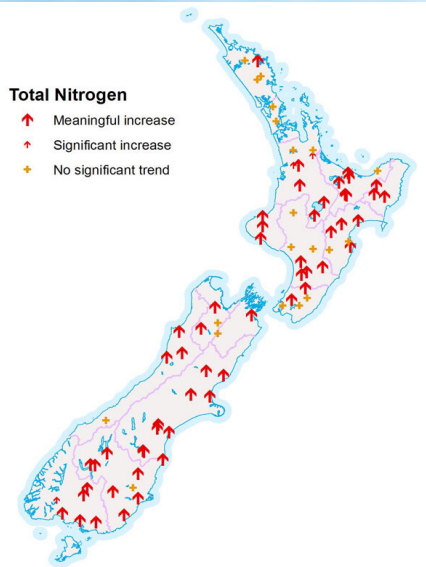 Total Nitrogen
Meaningful increase
Significant increase
No significant trend